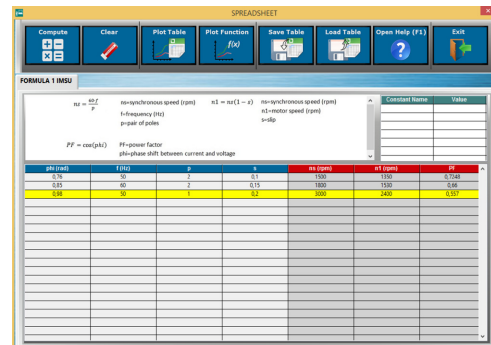 SPREADSHEET
Compute Clear Plot Table Plot Function Save Table Load Table Open Help (F1) Exit
f(x)
FORMULA 1 IMSU
ns = 60·f / p ns=synchronous speed (rpm) n1 = ns(1 − s) ns=synchronous speed (rpm)
f=frequency (Hz) n1=motor speed (rpm)
p=pair of poles s=slip
PF = cos(phi) PF=power factor
phi=phase shift between current and voltage
Constant Name Value
phi (rad) f (Hz) p s ns (rpm) n1 (rpm) PF
0,76 50 2 0,1 1500 1350 0,7248
0,85 60 2 0,15 1800 1530 0,66
0,98 50 1 0,2 3000 2400 0,557